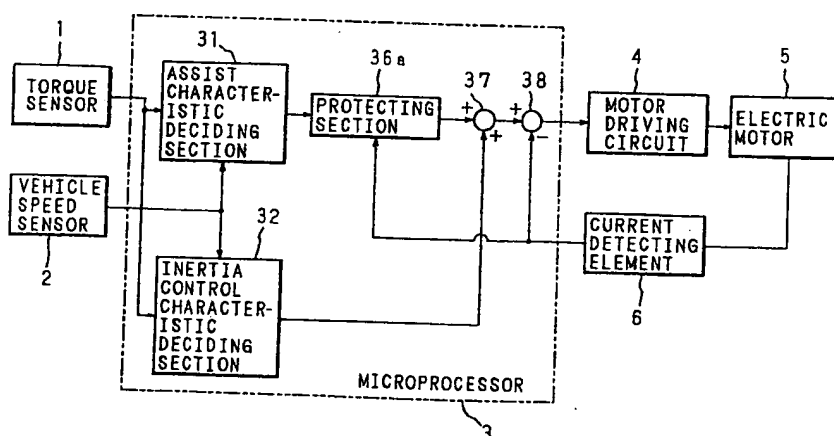 1
TORQUE
SENSOR
VEHICLE
SPEED
SENSOR
2
31
ASSIST
CHARACTER-
ISTIC
DECIDING
SECTION
36a
PROTECTING
SECTION
37
+
+
38
+
−
4
MOTOR
DRIVING
CIRCUIT
5
ELECTRIC
MOTOR
32
INERTIA
CONTROL
CHARACTER-
ISTIC
DECIDING
SECTION
CURRENT
DETECTING
ELEMENT
6
MICROPROCESSOR
3